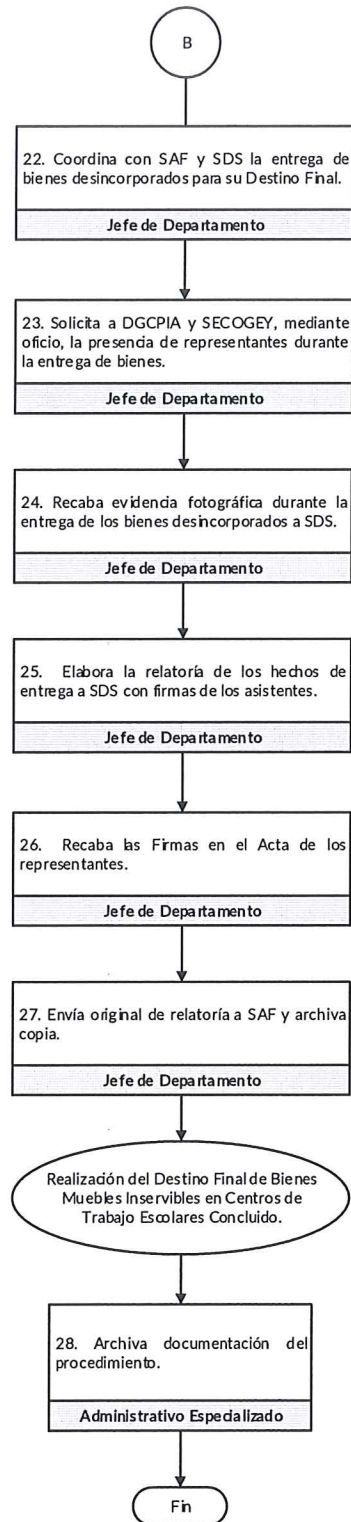 B
22. Coordina con SAF y SDS la entrega de
bienes desincorporados para su Destino Final.
Jefe de Departamento
23. Solicita a DGCPIA y SECOGEY, mediante
oficio, la presencia de representantes durante
la entrega de bienes.
Jefe de Departamento
24. Recaba evidencia fotográfica durante la
entrega de los bienes desincorporados a SDS.
Jefe de Departamento
25. Elabora la relatoría de los hechos de
entrega a SDS con firmas de los asistentes.
Jefe de Departamento
26. Recaba las Firmas en el Acta de los
representantes.
Jefe de Departamento
27. Envía original de relatoría a SAF y archiva
copia.
Jefe de Departamento
Realización del Destino Final de Bienes
Muebles Inservibles en Centros de
Trabajo Escolares Concluido.
28. Archiva documentación del
procedimiento.
Administrativo Especializado
Fin